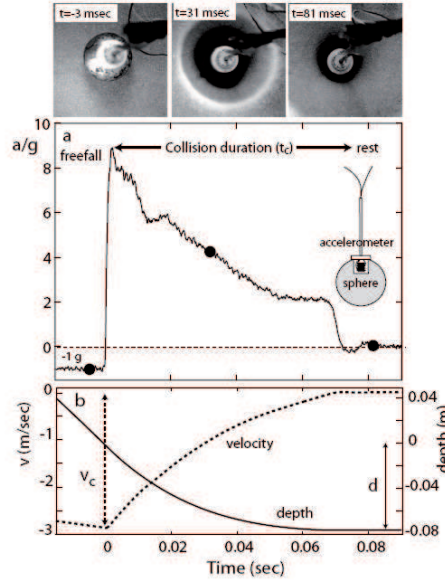 t=-3 msec t=31 msec t=81 msec
10
a/g
a
freefall
Collision duration (tc)
rest
8
6
4
2
0
accelerometer
sphere
-1 g
0
-1
-2
-3
v (m/sec)
b
vc
velocity
depth
d
0.04
0
-0.04
-0.08
depth (m)
0 0.02 0.04 0.06 0.08
Time (sec)